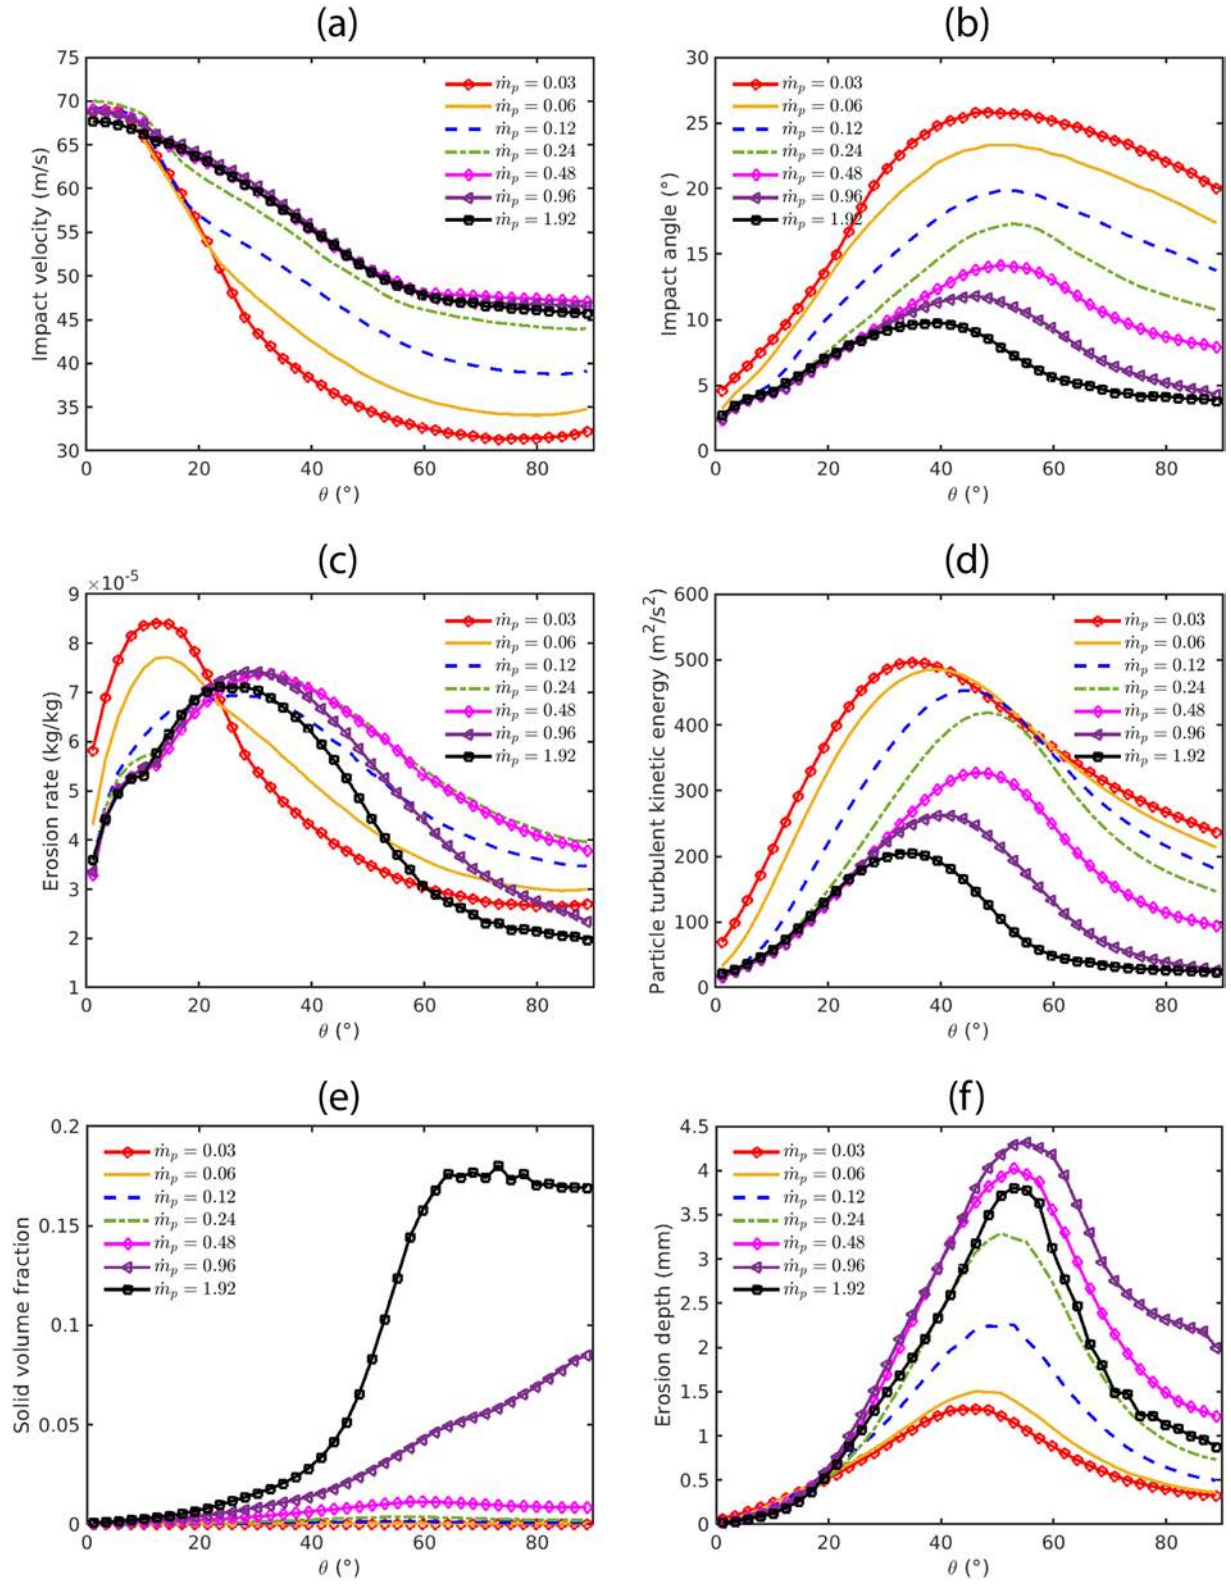 (a)
75
70
65
60
55
50
45
40
35
30
0
20
40
60
80
Impact velocity (m/s)
θ (°)
ṁp = 0.03
ṁp = 0.06
ṁp = 0.12
ṁp = 0.24
ṁp = 0.48
ṁp = 0.96
ṁp = 1.92
(b)
30
25
20
15
10
5
0
0
20
40
60
80
Impact angle (°)
θ (°)
ṁp = 0.03
ṁp = 0.06
ṁp = 0.12
ṁp = 0.24
ṁp = 0.48
ṁp = 0.96
ṁp = 1.92
(c)
×10⁻⁵
9
8
7
6
5
4
3
2
1
0
20
40
60
80
Erosion rate (kg/kg)
θ (°)
ṁp = 0.03
ṁp = 0.06
ṁp = 0.12
ṁp = 0.24
ṁp = 0.48
ṁp = 0.96
ṁp = 1.92
(d)
600
500
400
300
200
100
0
0
20
40
60
80
Particle turbulent kinetic energy (m²/s²)
θ (°)
ṁp = 0.03
ṁp = 0.06
ṁp = 0.12
ṁp = 0.24
ṁp = 0.48
ṁp = 0.96
ṁp = 1.92
(e)
0.2
0.15
0.1
0.05
0
0
20
40
60
80
Solid volume fraction
θ (°)
ṁp = 0.03
ṁp = 0.06
ṁp = 0.12
ṁp = 0.24
ṁp = 0.48
ṁp = 0.96
ṁp = 1.92
(f)
4.5
4
3.5
3
2.5
2
1.5
1
0.5
0
0
20
40
60
80
Erosion depth (mm)
θ (°)
ṁp = 0.03
ṁp = 0.06
ṁp = 0.12
ṁp = 0.24
ṁp = 0.48
ṁp = 0.96
ṁp = 1.92